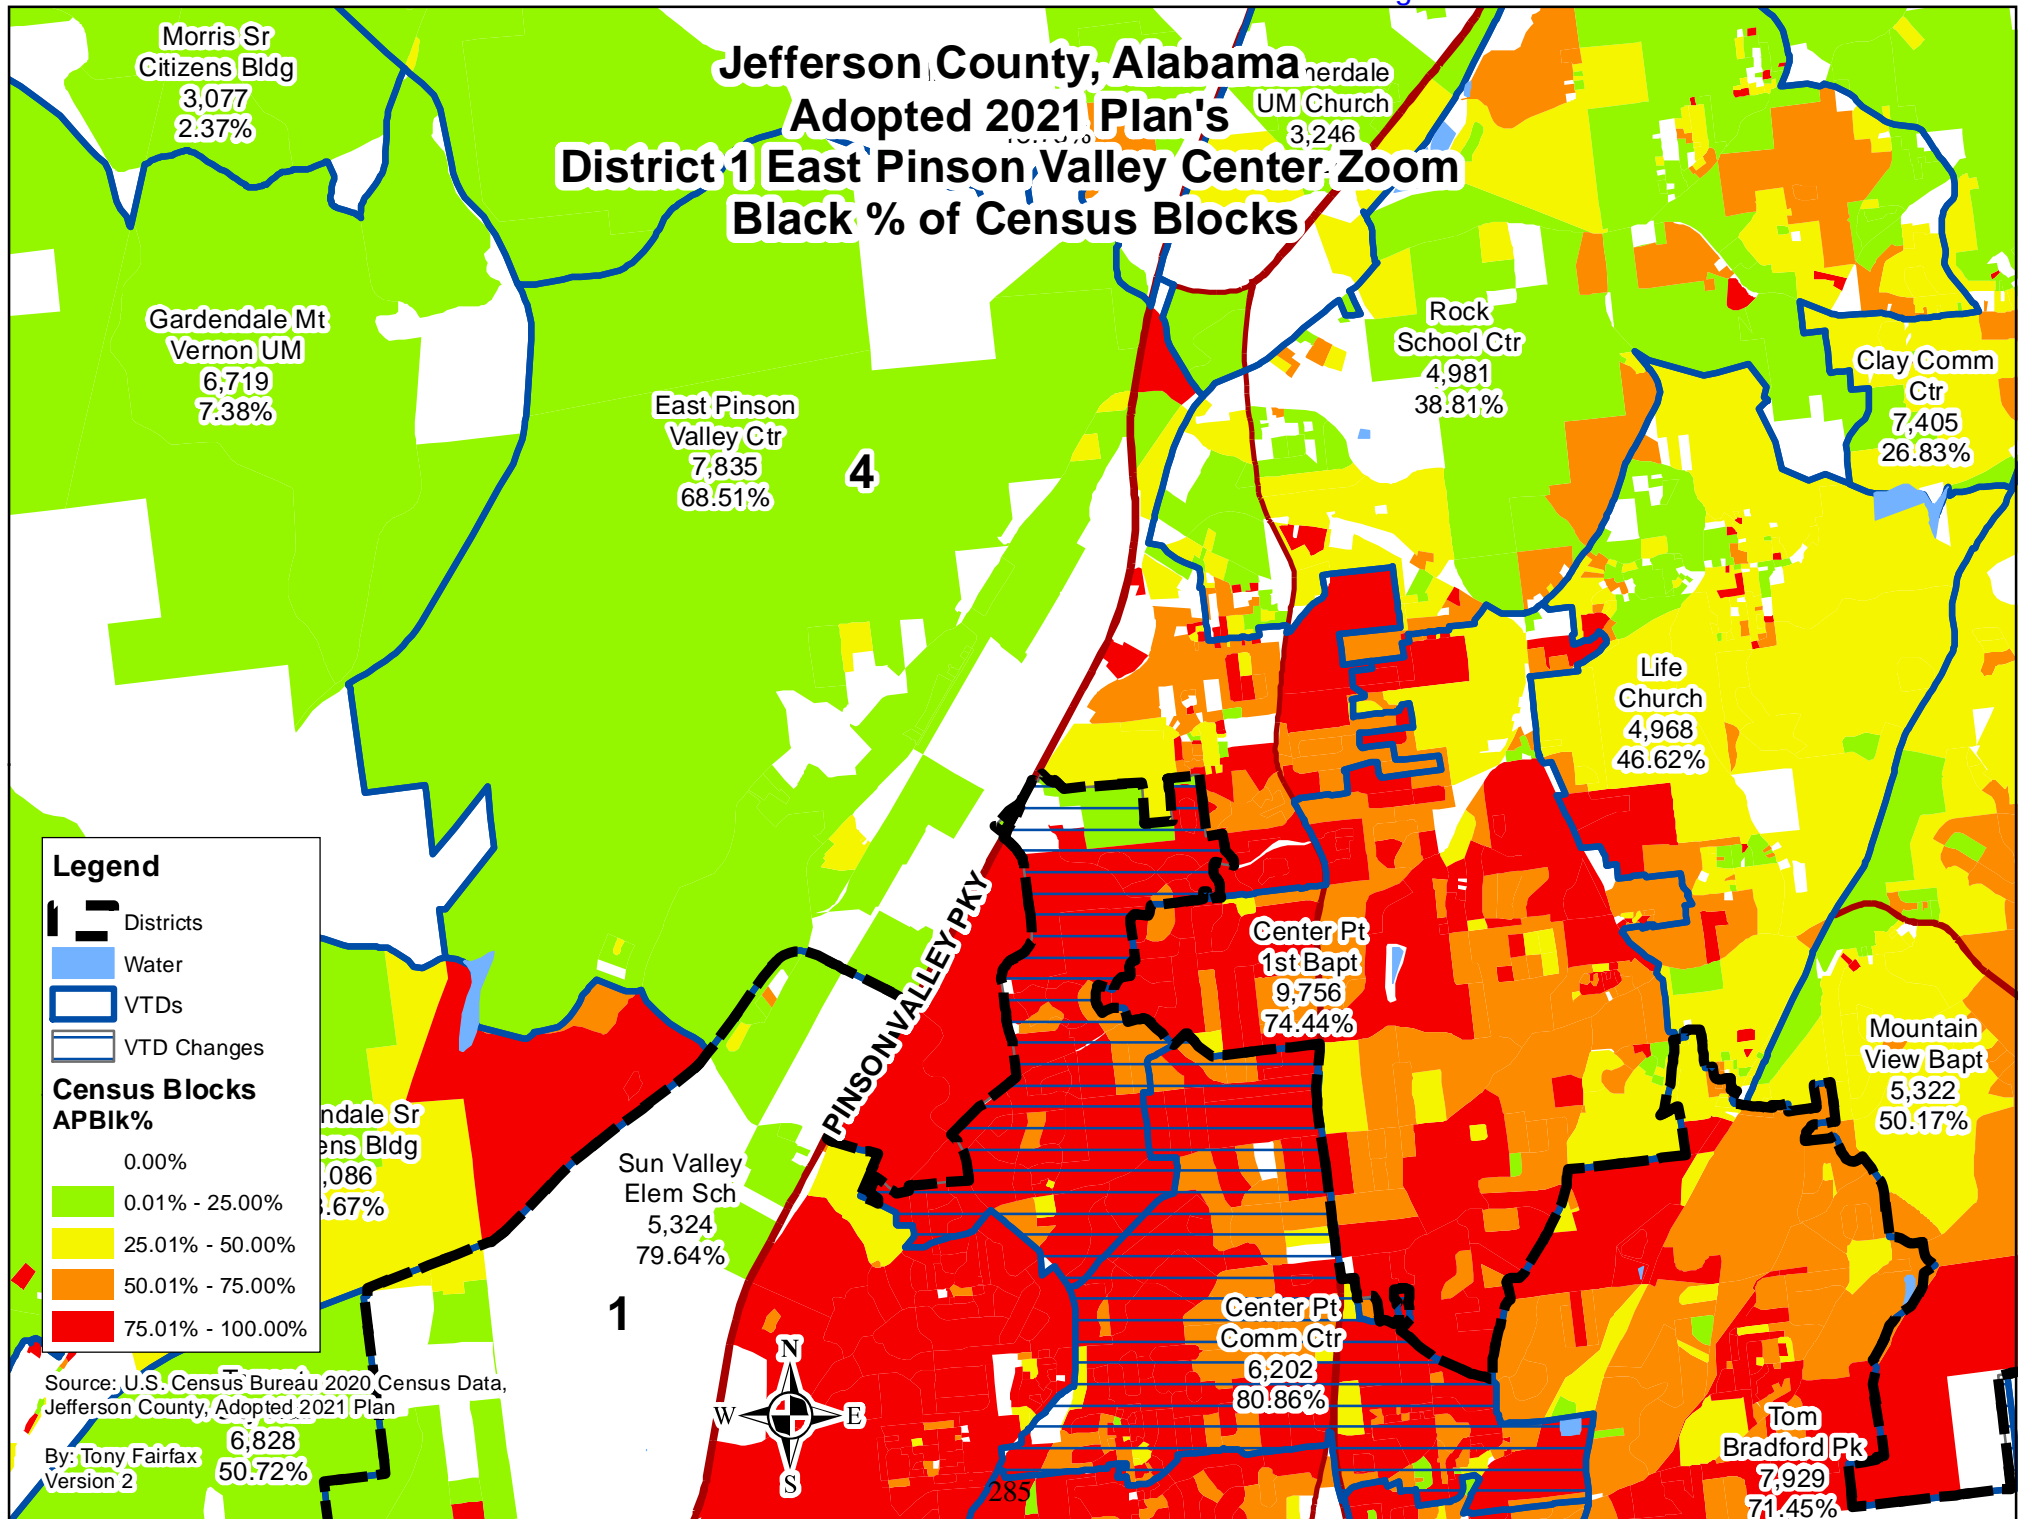 Jefferson County, Alabama
Adopted 2021 Plan's
District 1 East Pinson Valley Center Zoom
Black % of Census Blocks
Morris Sr
Citizens Bldg
3,077
2.37%
UM Church
3,246
Gardendale Mt
Vernon UM
6,719
7.38%
East Pinson
Valley Ctr
7,835
68.51%
4
Rock
School Ctr
4,981
38.81%
Clay Comm
Ctr
7,405
26.83%
Life
Church
4,968
46.62%
PINSON VALLEY PKY
Center Pt
1st Bapt
9,756
74.44%
Mountain
View Bapt
5,322
50.17%
Sun Valley
Elem Sch
5,324
79.64%
1
Center Pt
Comm Ctr
6,202
80.86%
Tom
Bradford Pk
7,929
71.45%
ndale Sr
ens Bldg
,086
.67%
Legend
Districts
Water
VTDs
VTD Changes
Census Blocks
APBlk%
0.00%
0.01% - 25.00%
25.01% - 50.00%
50.01% - 75.00%
75.01% - 100.00%
Source: U.S. Census Bureau 2020 Census Data,
Jefferson County, Adopted 2021 Plan
6,828
50.72%
By: Tony Fairfax
Version 2
N
W
E
S
285